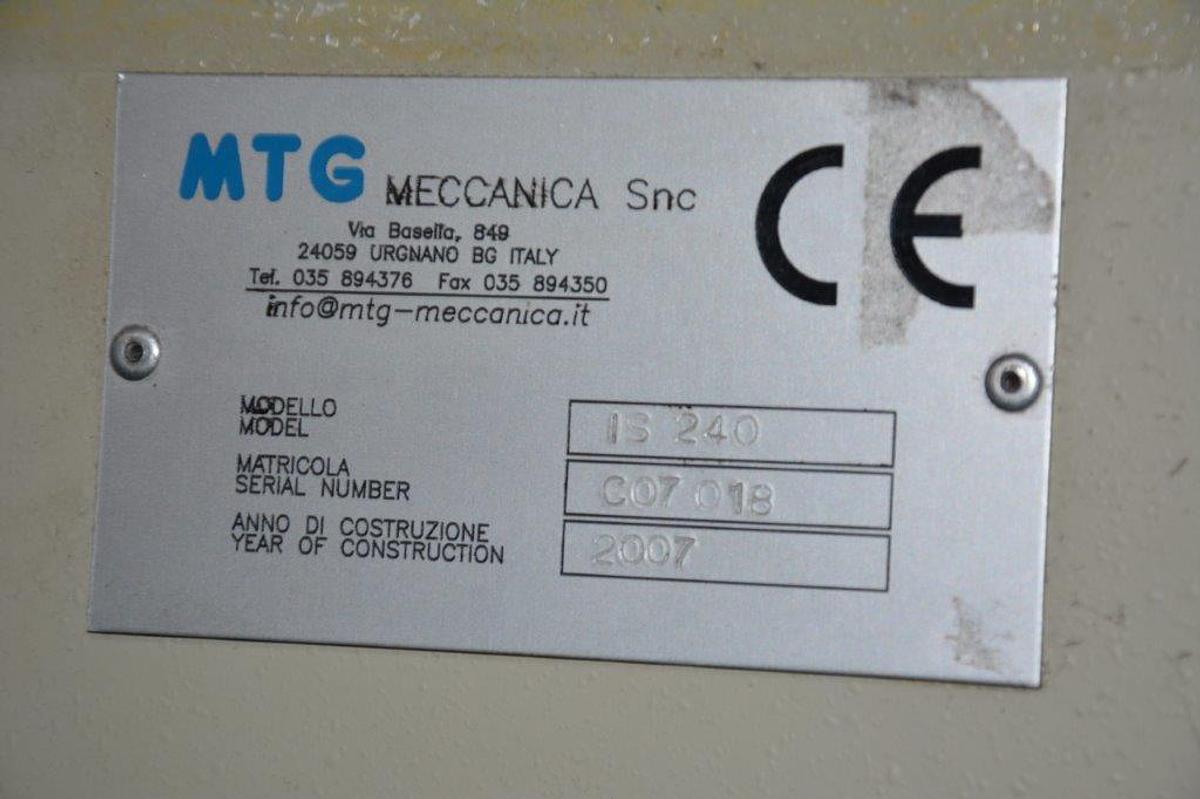 MTG MECCANICA Snc
Via Basella, 849
24059 URGNANO BG ITALY
Tel. 035 894376 Fax 035 894350
info@mtg-meccanica.it
CE
MODELLO
MODEL
IS 240
MATRICOLA
SERIAL NUMBER
C07 018
ANNO DI COSTRUZIONE
YEAR OF CONSTRUCTION
2007